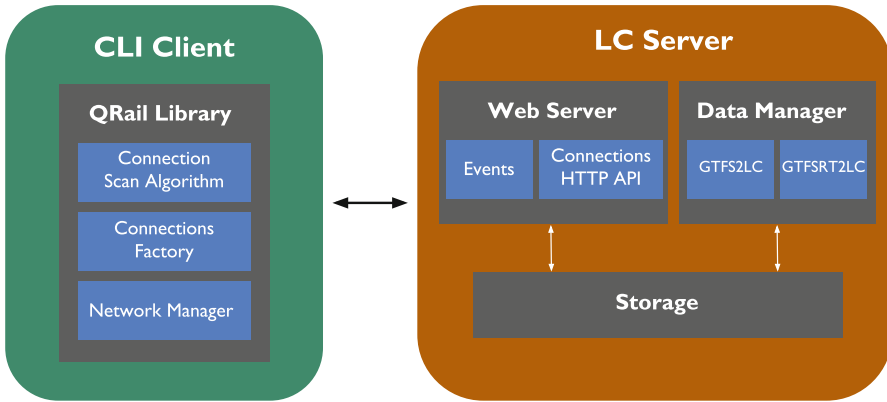 CLI Client
QRail Library
Connection
Scan Algorithm
Connections
Factory
Network Manager
LC Server
Web Server
Events
Connections
HTTP API
Data Manager
GTFS2LC
GTFSRT2LC
Storage